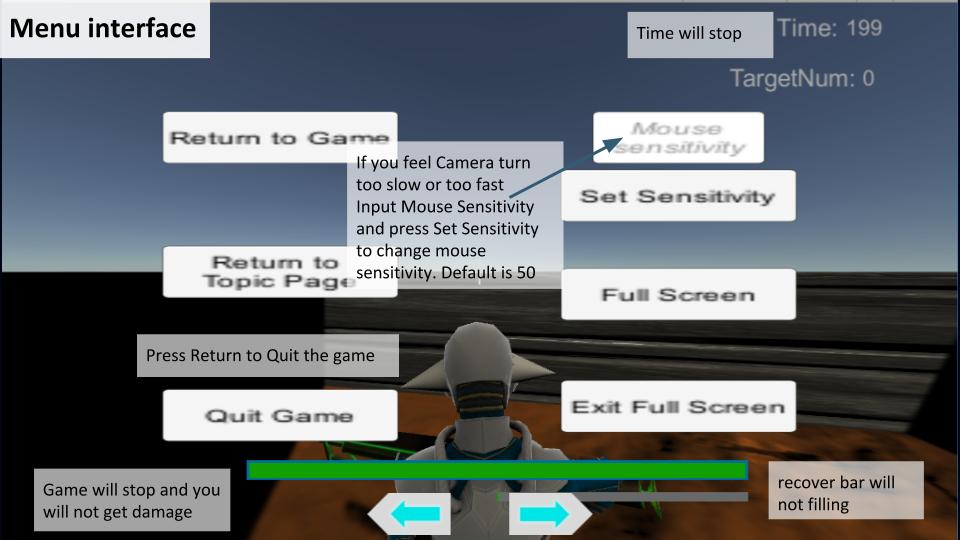 Menu interface
Time will stop
Time: 199
TargetNum: 0
Return to Game
Mouse
sensitivity
If you feel Camera turn
too slow or too fast
Input Mouse Sensitivity
and press Set Sensitivity
to change mouse
sensitivity. Default is 50
Set Sensitivity
Return to
Topic Page
Full Screen
Press Return to Quit the game
Quit Game
Exit Full Screen
Game will stop and you
will not get damage
recover bar will
not filling